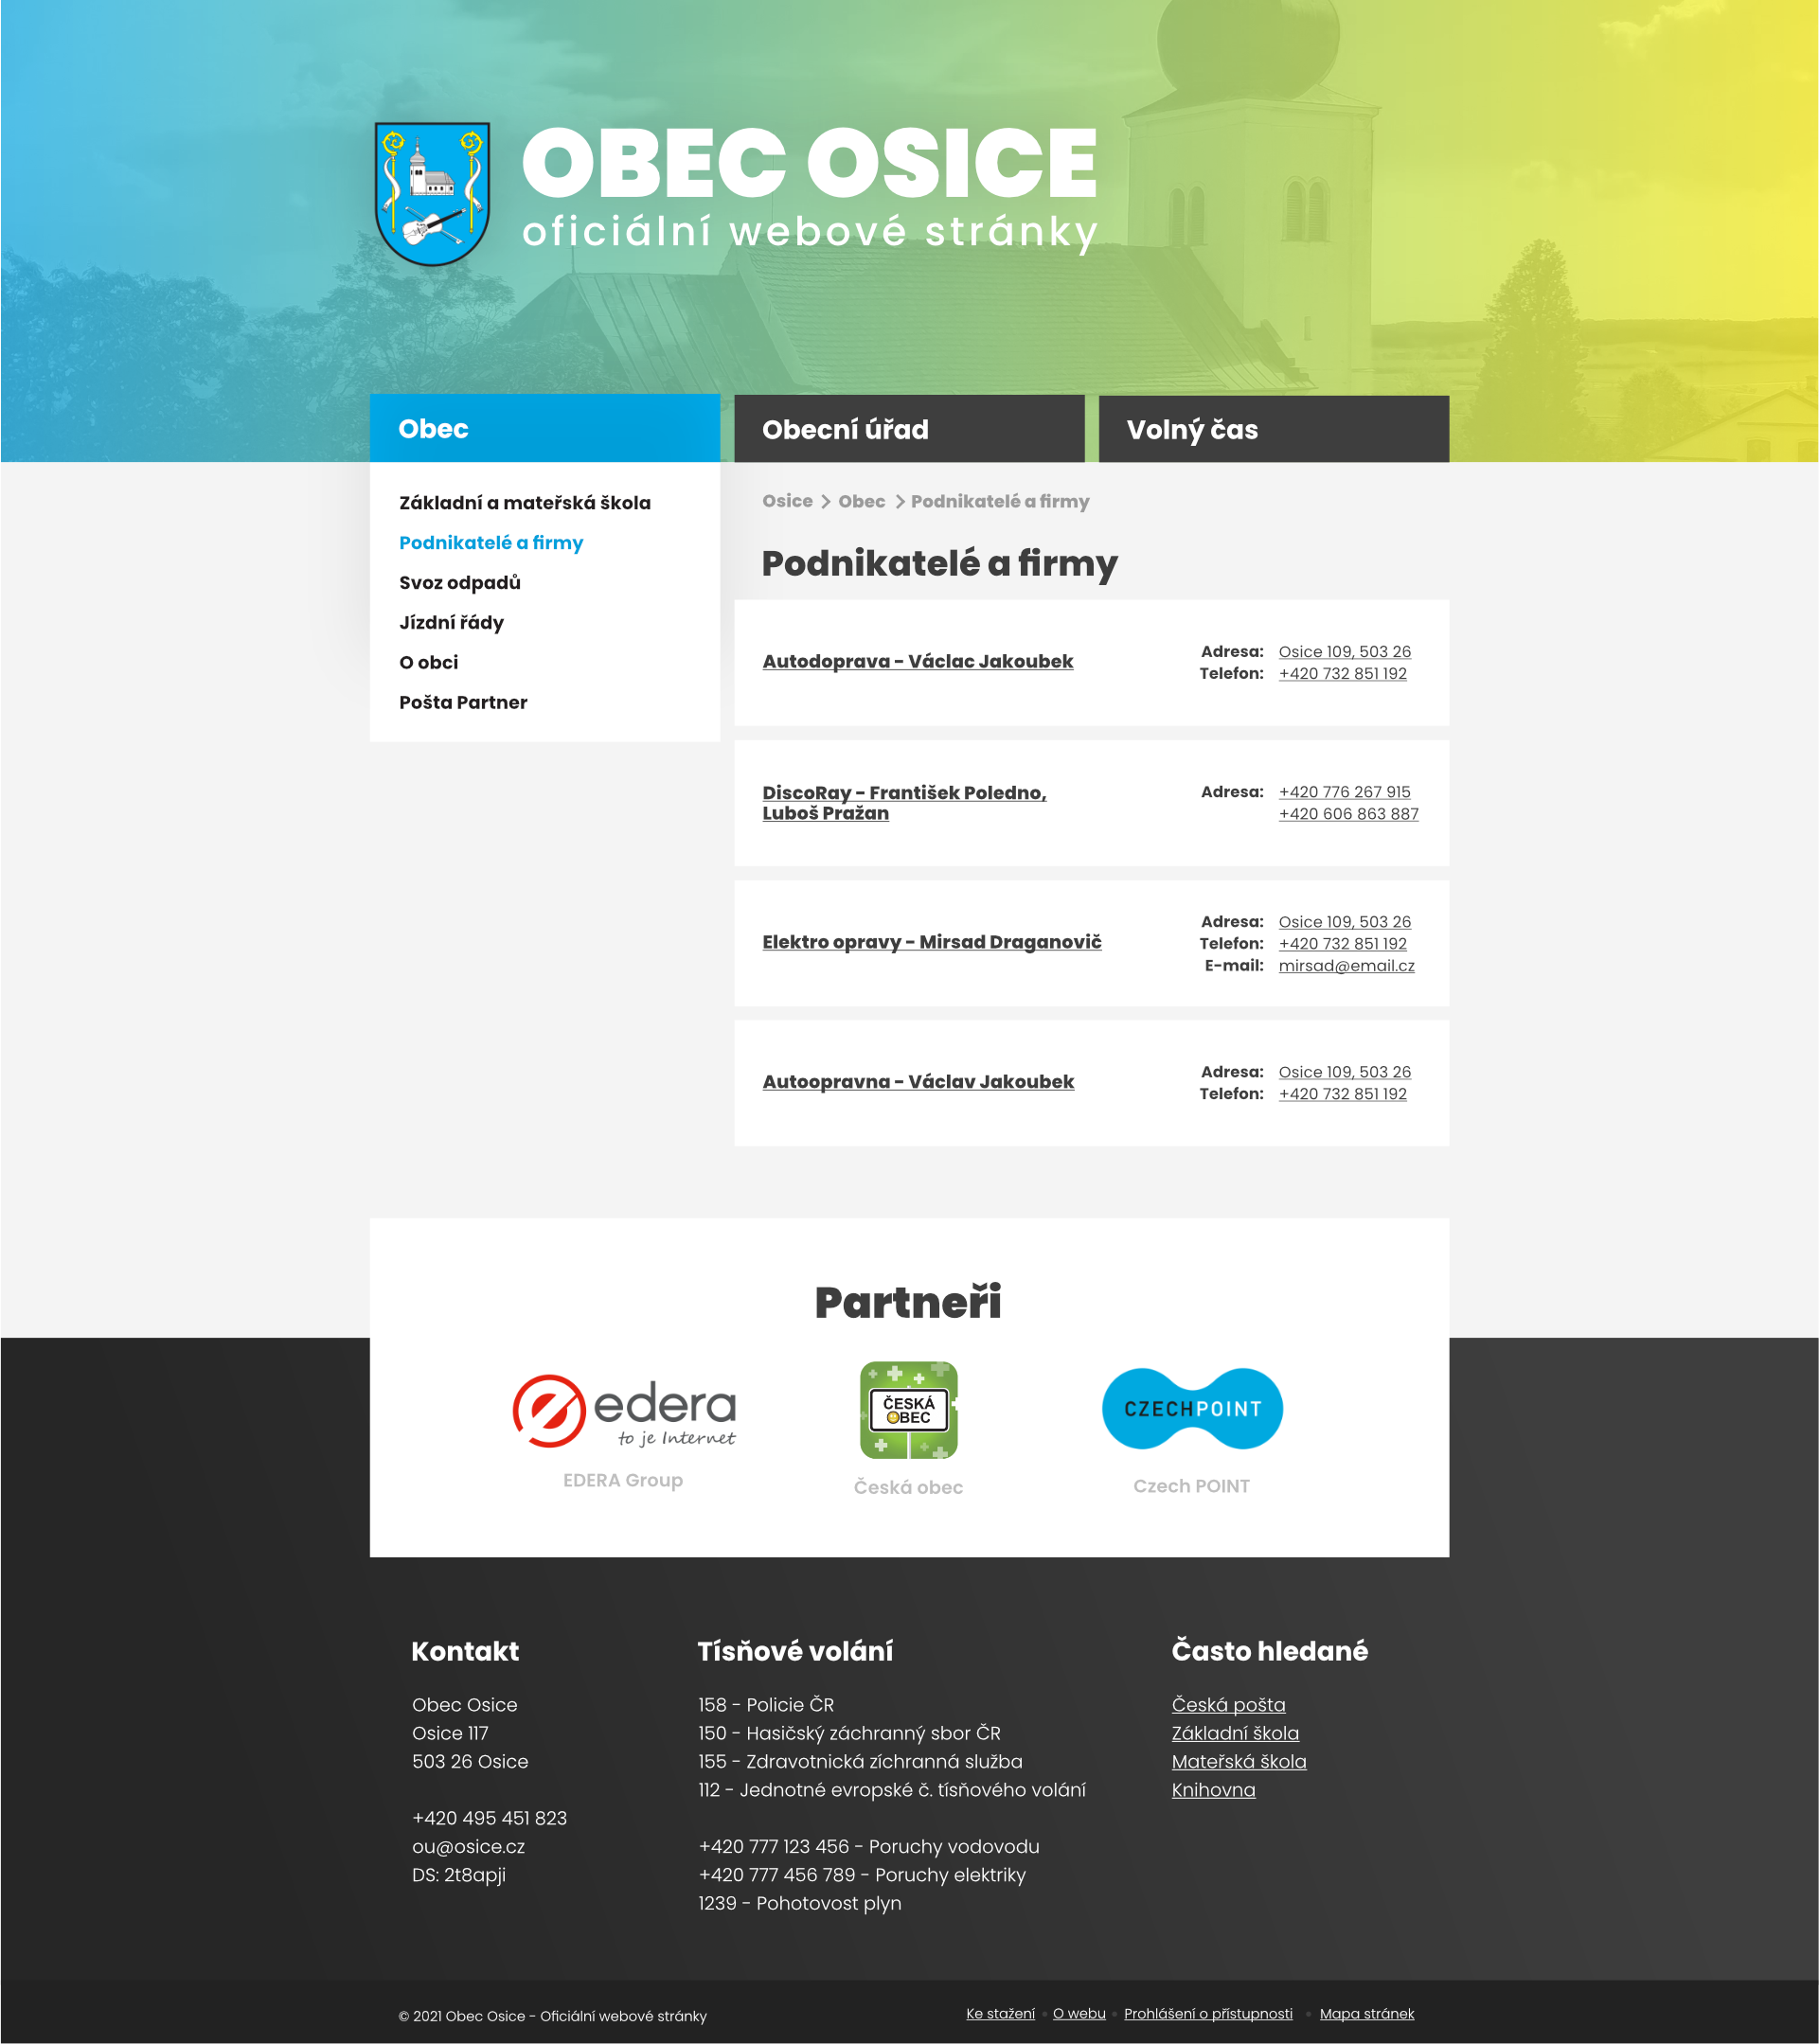 OBEC OSICE
oficiální webové stránky
Obec
Obecní úřad
Volný čas
Základní a mateřská škola
Podnikatelé a firmy
Svoz odpadů
Jízdní řády
O obci
Pošta Partner
Osice > Obec > Podnikatelé a firmy
Podnikatelé a firmy
Autodoprava - Václac Jakoubek
Adresa: Osice 109, 503 26
Telefon: +420 732 851 192
DiscoRay - František Poledno,
Luboš Pražan
Adresa: +420 776 267 915
+420 606 863 887
Elektro opravy - Mirsad Draganovič
Adresa: Osice 109, 503 26
Telefon: +420 732 851 192
E-mail: mirsad@email.cz
Autoopravna - Václav Jakoubek
Adresa: Osice 109, 503 26
Telefon: +420 732 851 192
Partneři
edera
to je Internet
EDERA Group
ČESKÁ
OBEC
Česká obec
CZECHPOINT
Czech POINT
Kontakt
Obec Osice
Osice 117
503 26 Osice
+420 495 451 823
ou@osice.cz
DS: 2t8apji
Tísňové volání
158 - Policie ČR
150 - Hasičský záchranný sbor ČR
155 - Zdravotnická zíchranná služba
112 - Jednotné evropské č. tísňového volání
+420 777 123 456 - Poruchy vodovodu
+420 777 456 789 - Poruchy elektriky
1239 - Pohotovost plyn
Často hledané
Česká pošta
Základní škola
Mateřská škola
Knihovna
© 2021 Obec Osice - Oficiální webové stránky
Ke stažení • O webu • Prohlášení o přístupnosti • Mapa stránek